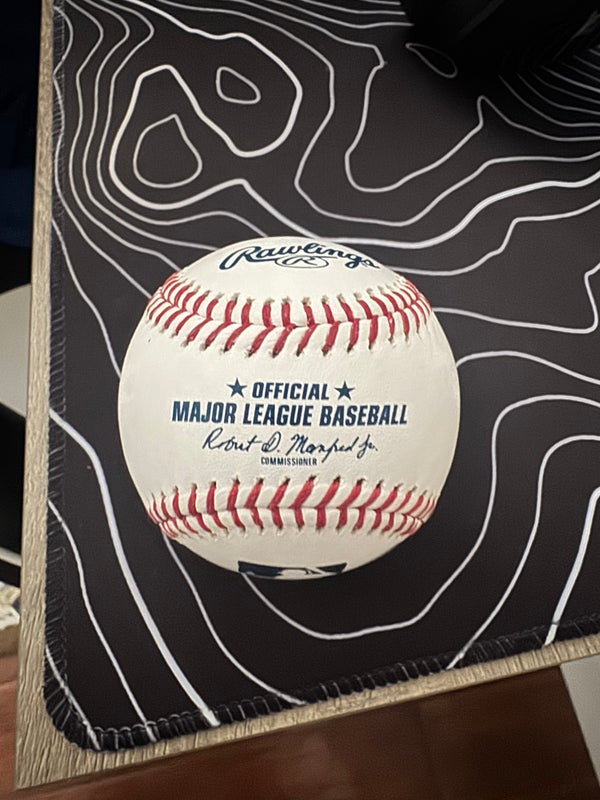 Rawlings
R
★ OFFICIAL ★
MAJOR LEAGUE BASEBALL
Robert D. Manfred Jr.
COMMISSIONER